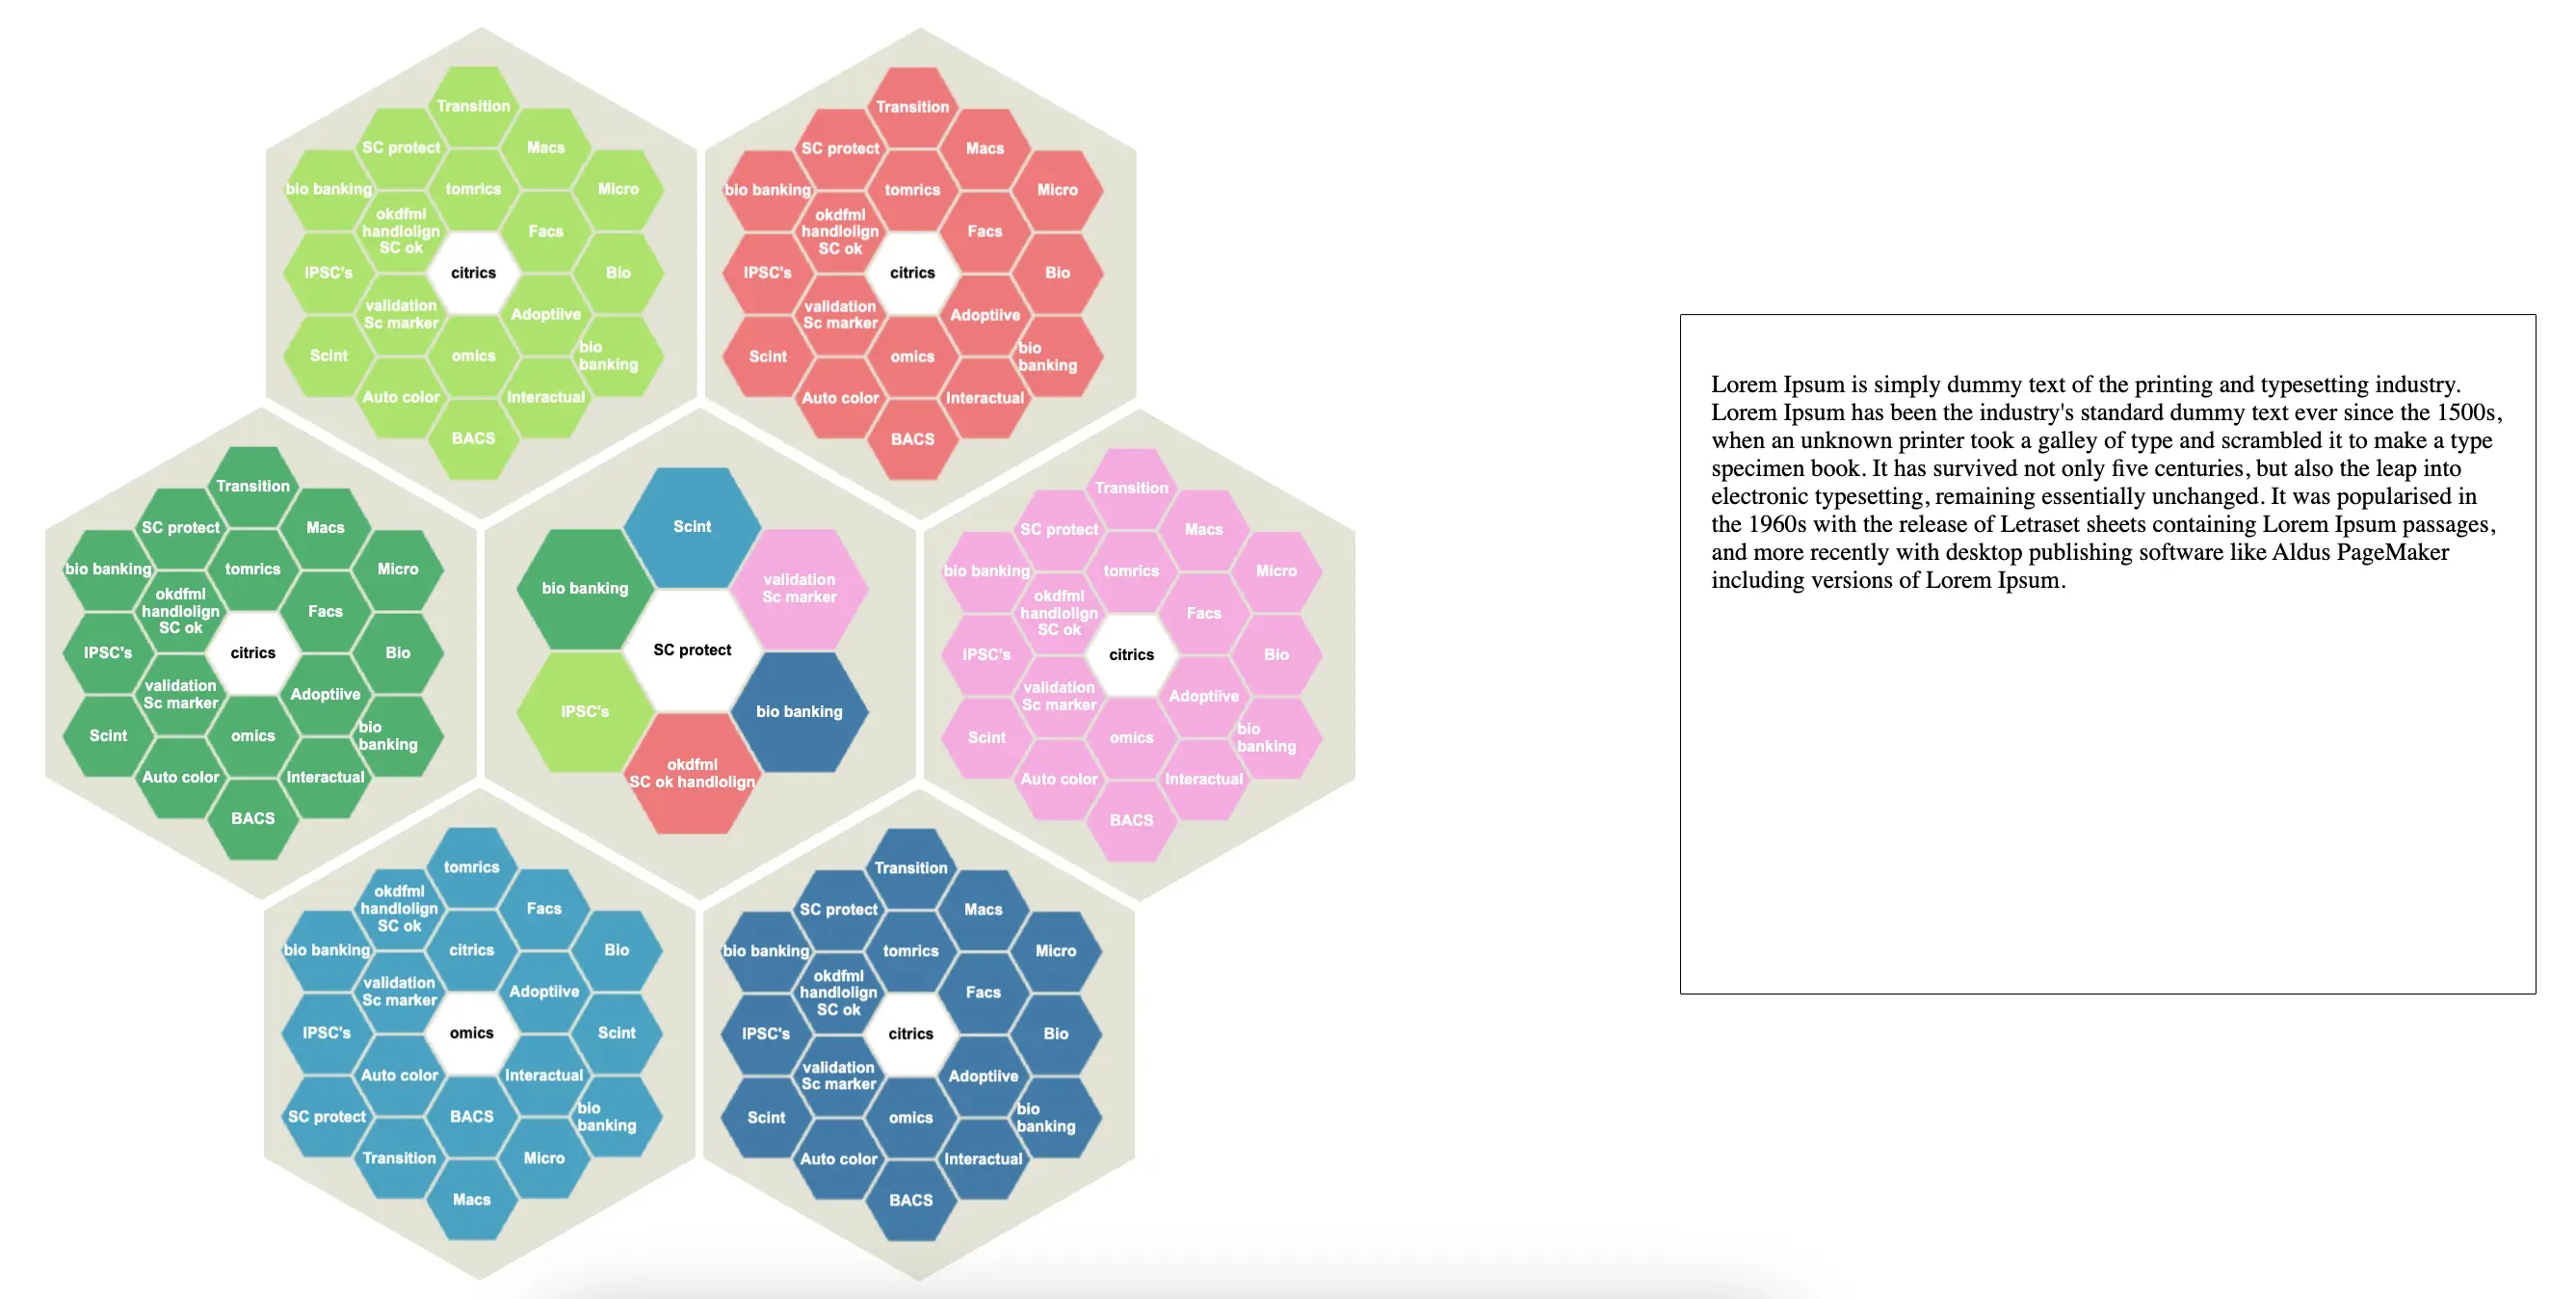 Transition
SC protect
Macs
bio banking
tomrics
Micro
okdfml
handlolign
SC ok
Facs
IPSC's
citrics
Bio
validation
Sc marker
Adoptiive
Scint
omics
bio
banking
Auto color
Interactual
BACS
Transition
SC protect
Macs
bio banking
tomrics
Micro
okdfml
handlolign
SC ok
Facs
IPSC's
citrics
Bio
validation
Sc marker
Adoptiive
Scint
omics
bio
banking
Auto color
Interactual
BACS
Transition
SC protect
Macs
bio banking
tomrics
Micro
okdfml
handlolign
SC ok
Facs
IPSC's
citrics
Bio
validation
Sc marker
Adoptiive
Scint
omics
bio
banking
Auto color
Interactual
BACS
Scint
bio banking
validation
Sc marker
SC protect
IPSC's
bio banking
okdfml
SC ok handlolign
Transition
SC protect
Macs
bio banking
tomrics
Micro
okdfml
handlolign
SC ok
Facs
IPSC's
citrics
Bio
validation
Sc marker
Adoptiive
Scint
omics
bio
banking
Auto color
Interactual
BACS
tomrics
okdfml
handlolign
SC ok
Facs
bio banking
citrics
Bio
validation
Sc marker
Adoptiive
IPSC's
omics
Scint
Auto color
Interactual
SC protect
BACS
bio
banking
Transition
Micro
Macs
Transition
SC protect
Macs
bio banking
tomrics
Micro
okdfml
handlolign
SC ok
Facs
IPSC's
citrics
Bio
validation
Sc marker
Adoptiive
Scint
omics
bio
banking
Auto color
Interactual
BACS
Lorem Ipsum is simply dummy text of the printing and typesetting industry.
Lorem Ipsum has been the industry's standard dummy text ever since the 1500s,
when an unknown printer took a galley of type and scrambled it to make a type
specimen book. It has survived not only five centuries, but also the leap into
electronic typesetting, remaining essentially unchanged. It was popularised in
the 1960s with the release of Letraset sheets containing Lorem Ipsum passages,
and more recently with desktop publishing software like Aldus PageMaker
including versions of Lorem Ipsum.